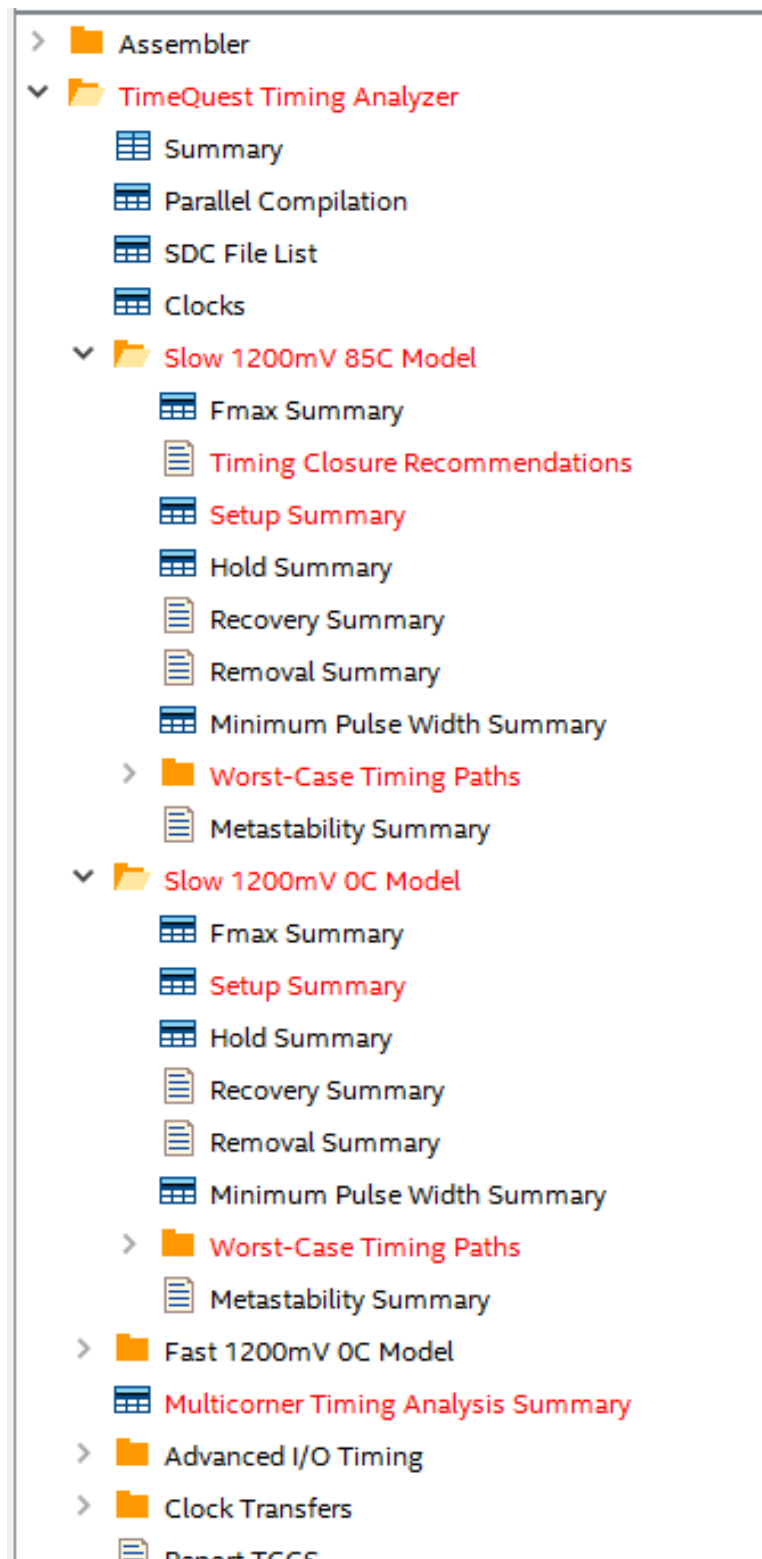 Assembler
TimeQuest Timing Analyzer
Summary
Parallel Compilation
SDC File List
Clocks
Slow 1200mV 85C Model
Fmax Summary
Timing Closure Recommendations
Setup Summary
Hold Summary
Recovery Summary
Removal Summary
Minimum Pulse Width Summary
Worst-Case Timing Paths
Metastability Summary
Slow 1200mV 0C Model
Fmax Summary
Setup Summary
Hold Summary
Recovery Summary
Removal Summary
Minimum Pulse Width Summary
Worst-Case Timing Paths
Metastability Summary
Fast 1200mV 0C Model
Multicorner Timing Analysis Summary
Advanced I/O Timing
Clock Transfers
Report TCCS